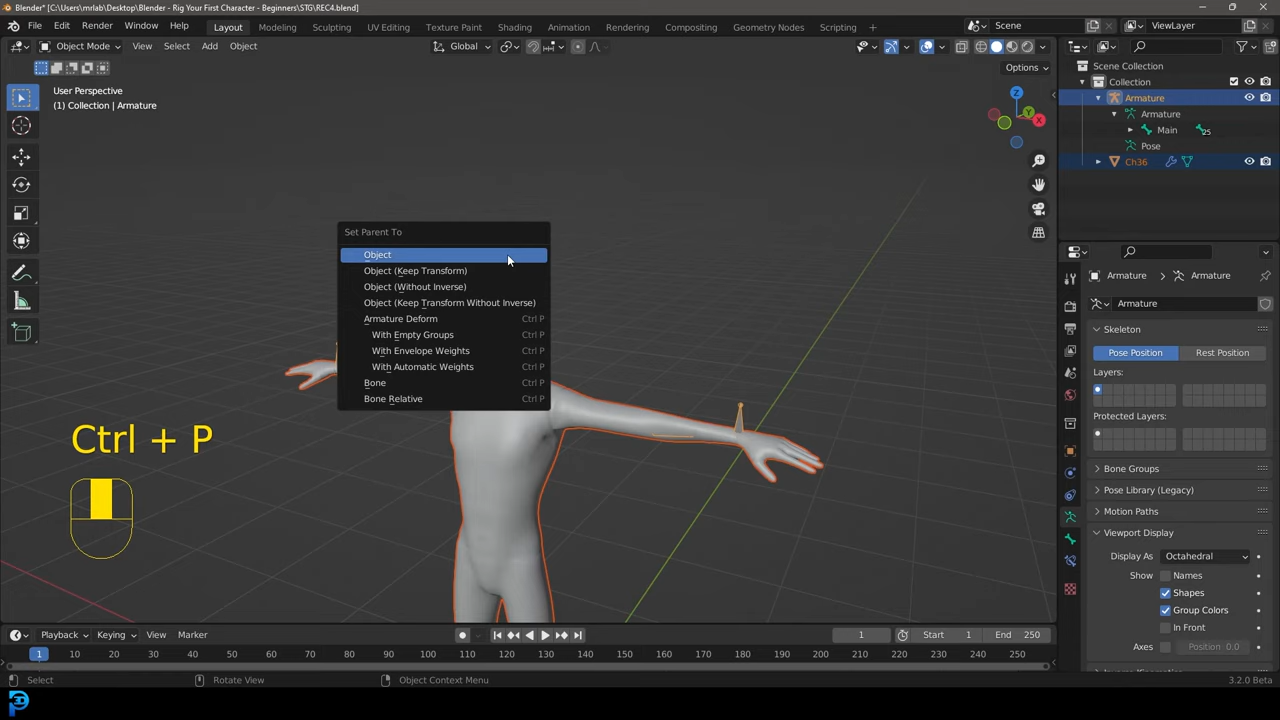 Blender* [C:\Users\mrlab\Desktop\Blender - Rig Your First Character - Beginners\STG\REC4.blend]
File Edit Render Window Help Layout Modeling Sculpting UV Editing Texture Paint Shading Animation Rendering Compositing Geometry Nodes Scripting Scene ViewLayer
Object Mode View Select Add Object Global
Options
User Perspective
(1) Collection | Armature
Z
Y
X
Scene Collection
Collection
Armature
Armature
Main 25
Pose
Ch36
Set Parent To
Object
Object (Keep Transform)
Object (Without Inverse)
Object (Keep Transform Without Inverse)
Armature Deform Ctrl P
With Empty Groups Ctrl P
With Envelope Weights Ctrl P
With Automatic Weights Ctrl P
Bone Ctrl P
Bone Relative Ctrl P
Ctrl + P
Armature > Armature
Armature
Skeleton
Pose Position Rest Position
Layers:
Protected Layers:
Bone Groups
Pose Library (Legacy)
Motion Paths
Viewport Display
Display As Octahedral
Show Names
Shapes
Group Colors
In Front
Axes Position 0.0
Playback Keying View Marker 1 Start 1 End 250
1 10 20 30 40 50 60 70 80 90 100 110 120 130 140 150 160 170 180 190 200 210 220 230 240 250
Select Rotate View Object Context Menu 3.2.0 Beta